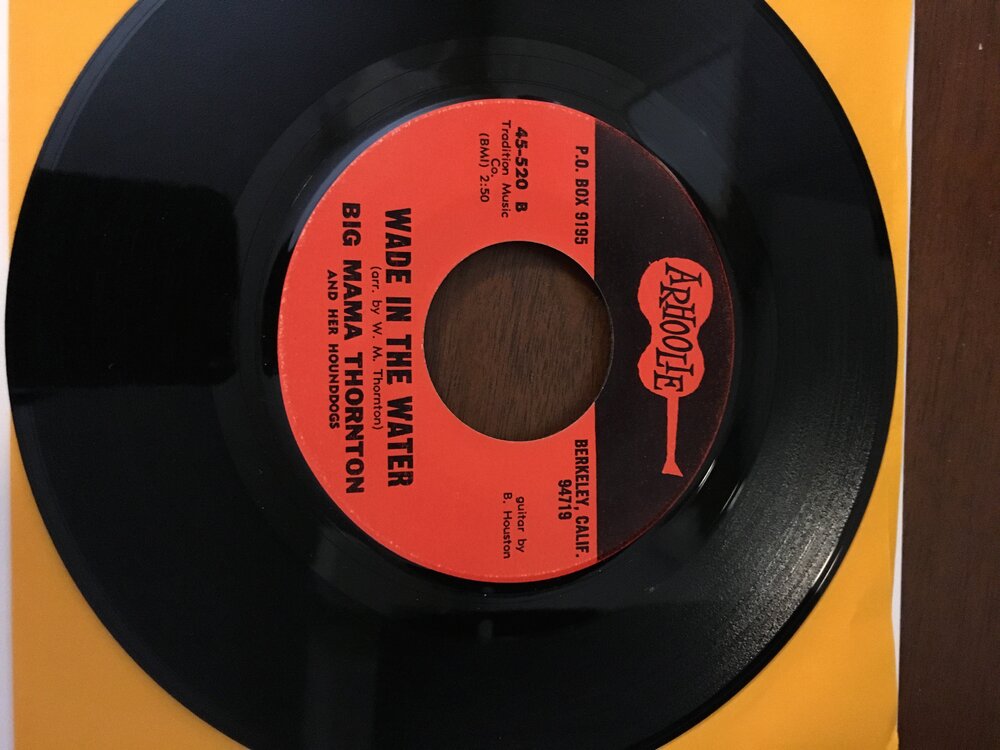 ARHOOLIE
P.O. BOX 9195
BERKELEY, CALIF.
94719
45-520 B
Tradition Music
Co.
(BMI) 2:50
guitar by
B. Houston
WADE IN THE WATER
(arr. by W. M. Thornton)
BIG MAMA THORNTON
AND HER HOUNDDOGS